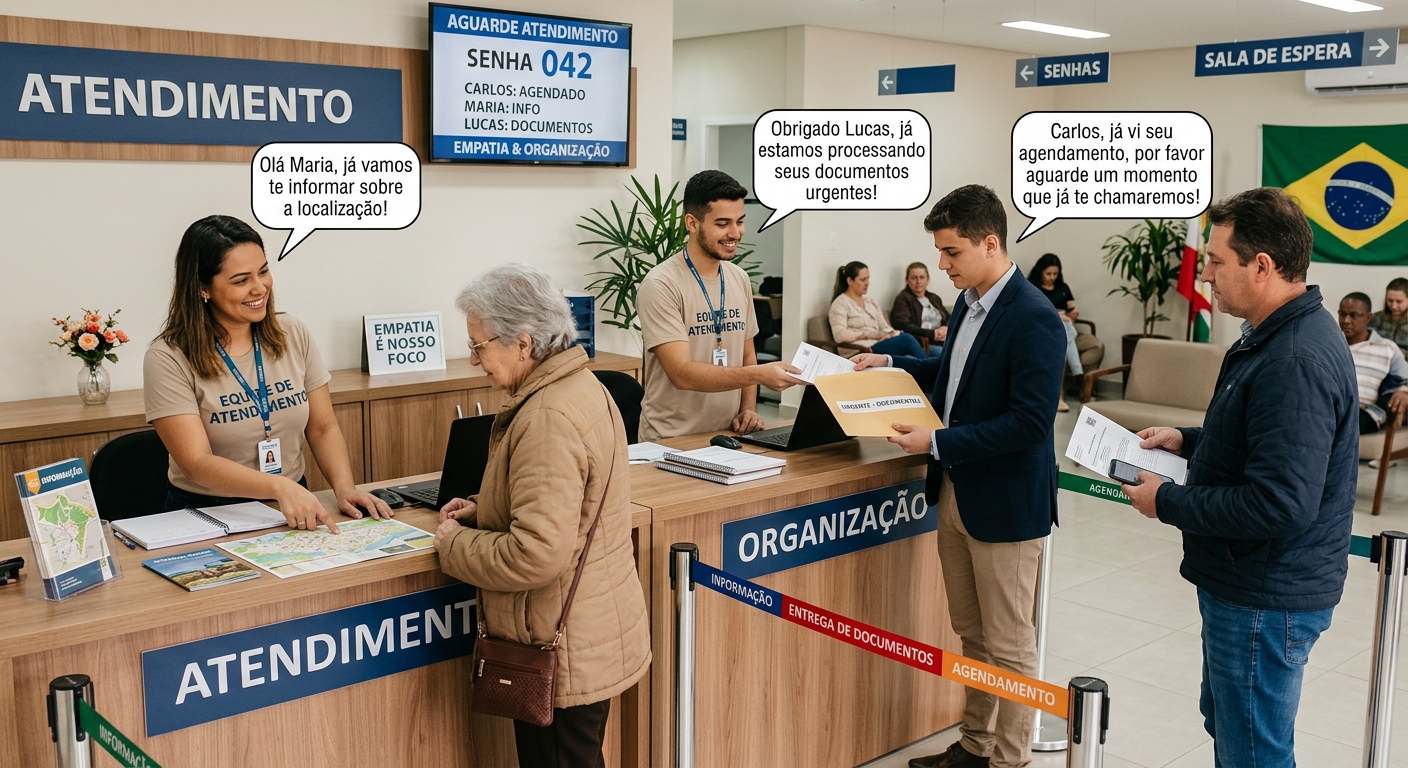 ATENDIMENTO
AGUARDE ATENDIMENTO
SENHA 042
CARLOS: AGENDADO
MARIA: INFO
LUCAS: DOCUMENTOS
EMPATIA & ORGANIZAÇÃO
SENHAS
SALA DE ESPERA
Olá Maria, já vamos
te informar sobre
a localização!
Obrigado Lucas, já
estamos processando
seus documentos
urgentes!
Carlos, já vi seu
agendamento, por favor
aguarde um momento
que já te chamaremos!
EQUIPE DE
ATENDIMENTO
EQUIPE DE
ATENDIMENTO
EMPATIA
É NOSSO
FOCO
ORGANIZAÇÃO
ATENDIMENT
INFORMAÇÃO
ENTREGA DE DOCUMENTOS
AGENDAMENTO
INFORMAÇÃO